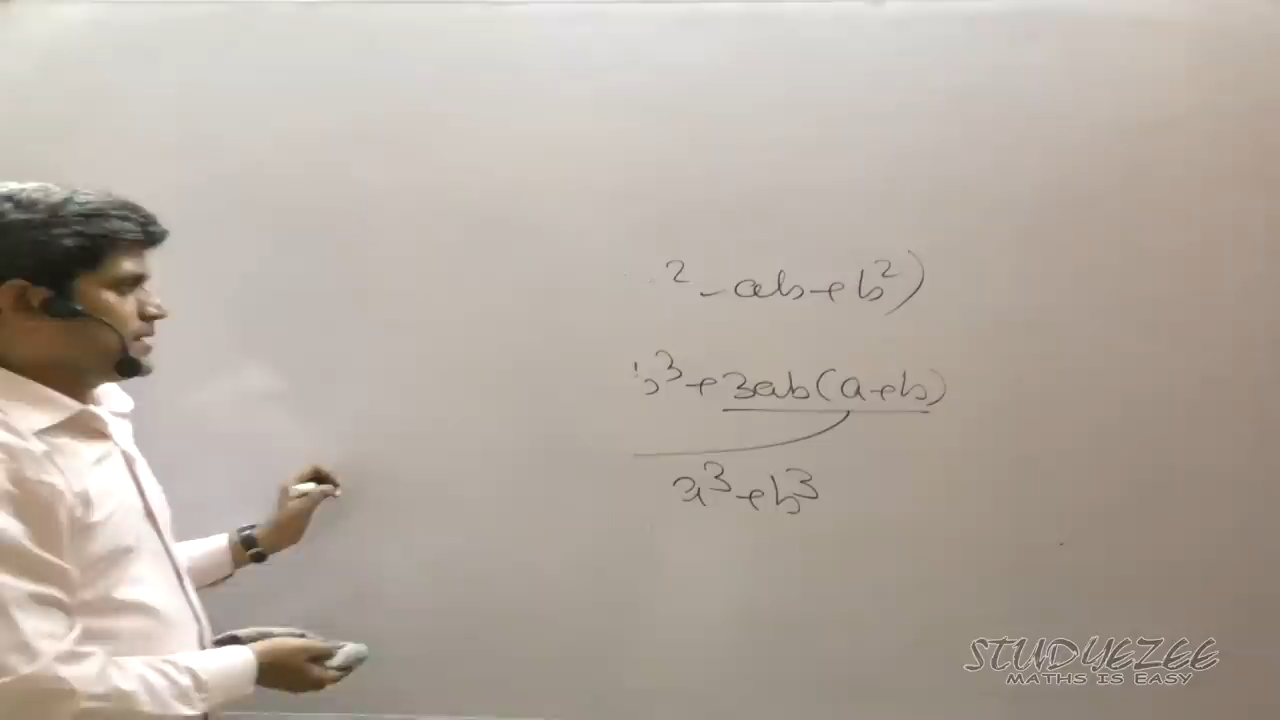 ² - ab + b²)
b³ + 3ab(a+b)
a³ + b³
STUDYEZEE
MATHS IS EASY